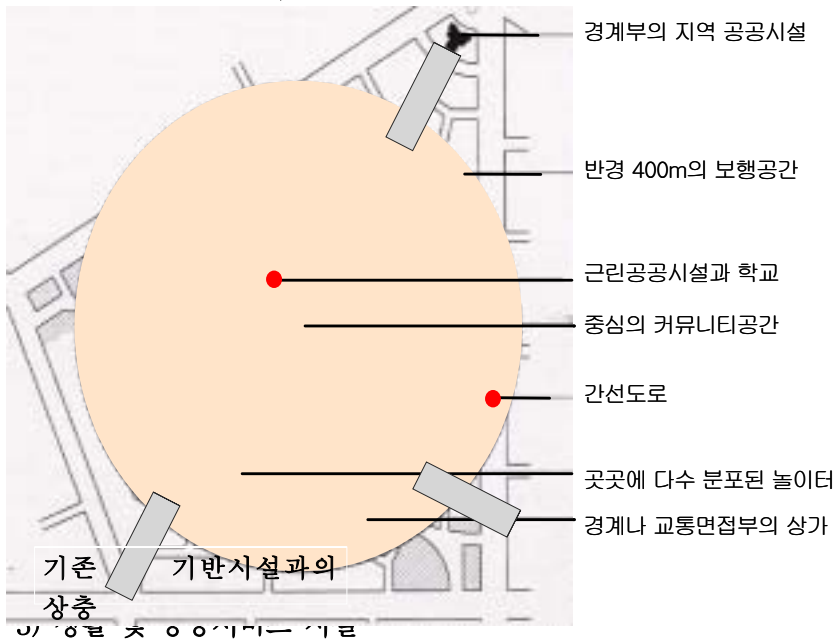 경계부의 지역 공공시설
반경 400m의 보행공간
근린공공시설과 학교
중심의 커뮤니티공간
간선도로
곳곳에 다수 분포된 놀이터
경계나 교통면접부의 상가
기존 기반시설과의
상충